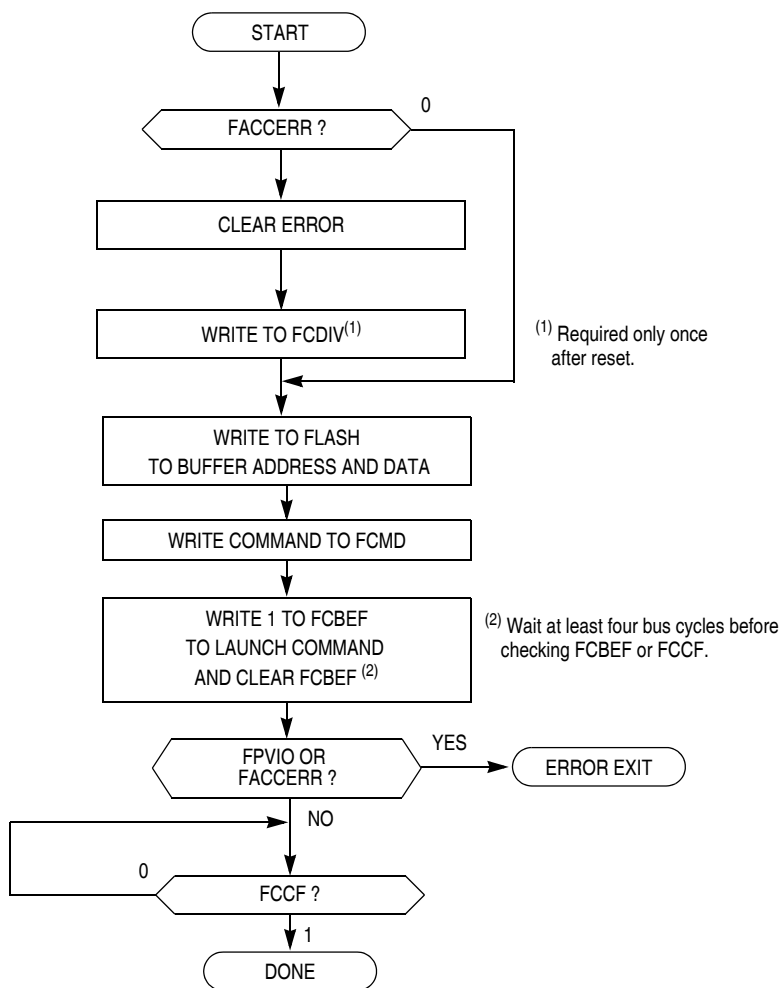 START
0
FACCERR ?
CLEAR ERROR
WRITE TO FCDIV(1)
(1) Required only once
after reset.
WRITE TO FLASH
TO BUFFER ADDRESS AND DATA
WRITE COMMAND TO FCMD
WRITE 1 TO FCBEF
TO LAUNCH COMMAND
AND CLEAR FCBEF (2)
(2) Wait at least four bus cycles before
checking FCBEF or FCCF.
FPVIO OR
FACCERR ?
YES
ERROR EXIT
NO
0
FCCF ?
1
DONE